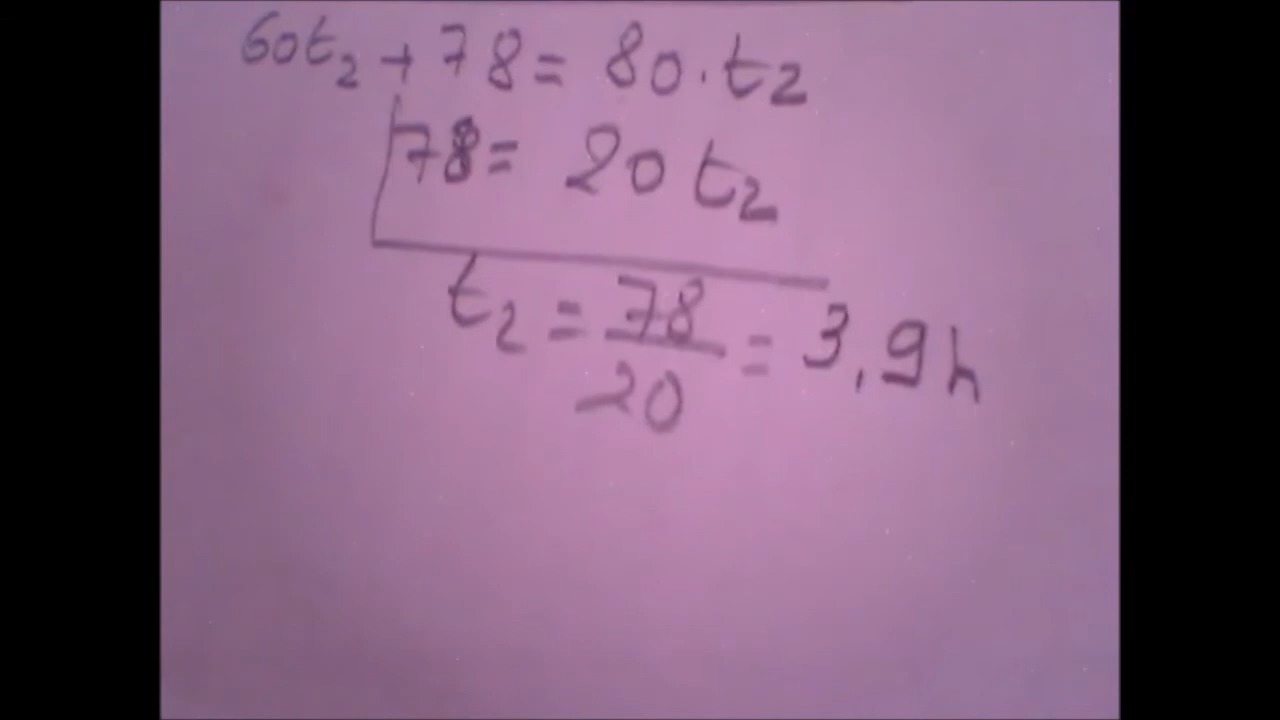 60t₂ + 78 = 80 . t₂
78 = 20 t₂
t₂ = 78/20 = 3,9 h